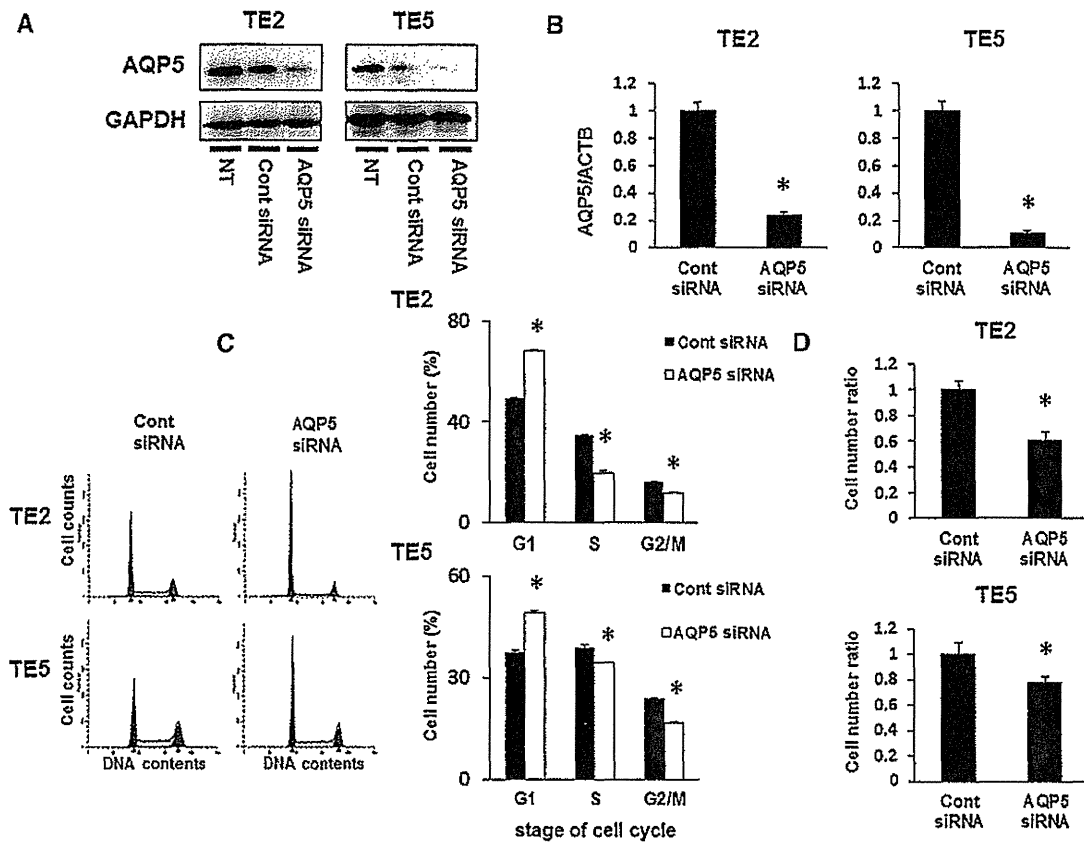 A
TE2
TE5
AQP5
GAPDH
NT
Cont siRNA
AQP5 siRNA
NT
Cont siRNA
AQP5 siRNA
B
TE2
TE5
AQP5/ACTB
1.2
1
0.8
0.6
0.4
0.2
0
*
Cont
siRNA
AQP5
siRNA
1.2
1
0.8
0.6
0.4
0.2
0
*
Cont
siRNA
AQP5
siRNA
C
Cont
siRNA
AQP5
siRNA
TE2
Cell counts
TE5
Cell counts
DNA contents
DNA contents
TE2
Cell number (%)
80
40
0
*
*
*
Cont siRNA
AQP5 siRNA
G1
S
G2/M
TE5
Cell number (%)
60
30
0
*
*
*
Cont siRNA
AQP5 siRNA
G1
S
G2/M
stage of cell cycle
D
TE2
Cell number ratio
1.2
1
0.8
0.6
0.4
0.2
0
*
Cont
siRNA
AQP5
siRNA
TE5
Cell number ratio
1.2
1
0.8
0.6
0.4
0.2
0
*
Cont
siRNA
AQP5
siRNA